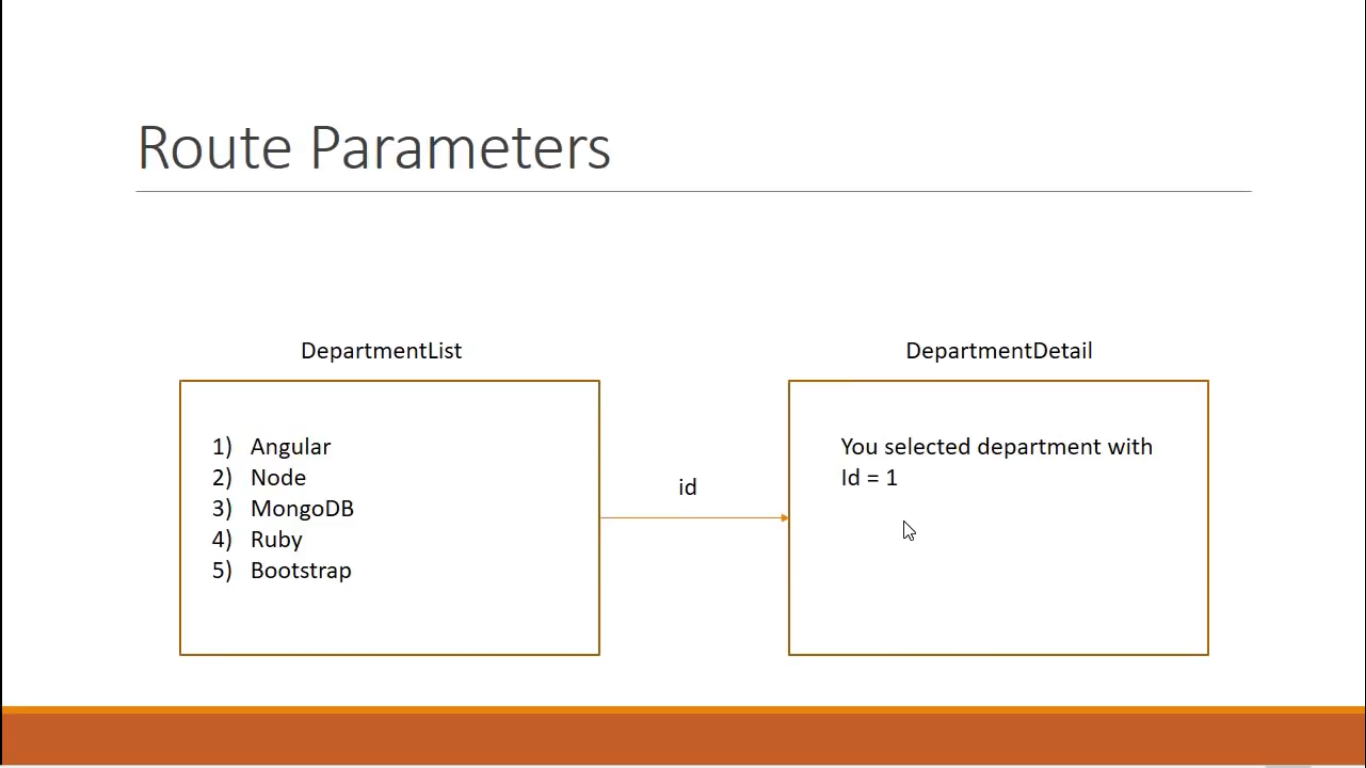 Route Parameters
DepartmentList
DepartmentDetail
1) Angular
2) Node
3) MongoDB
4) Ruby
5) Bootstrap
id
You selected department with
Id = 1